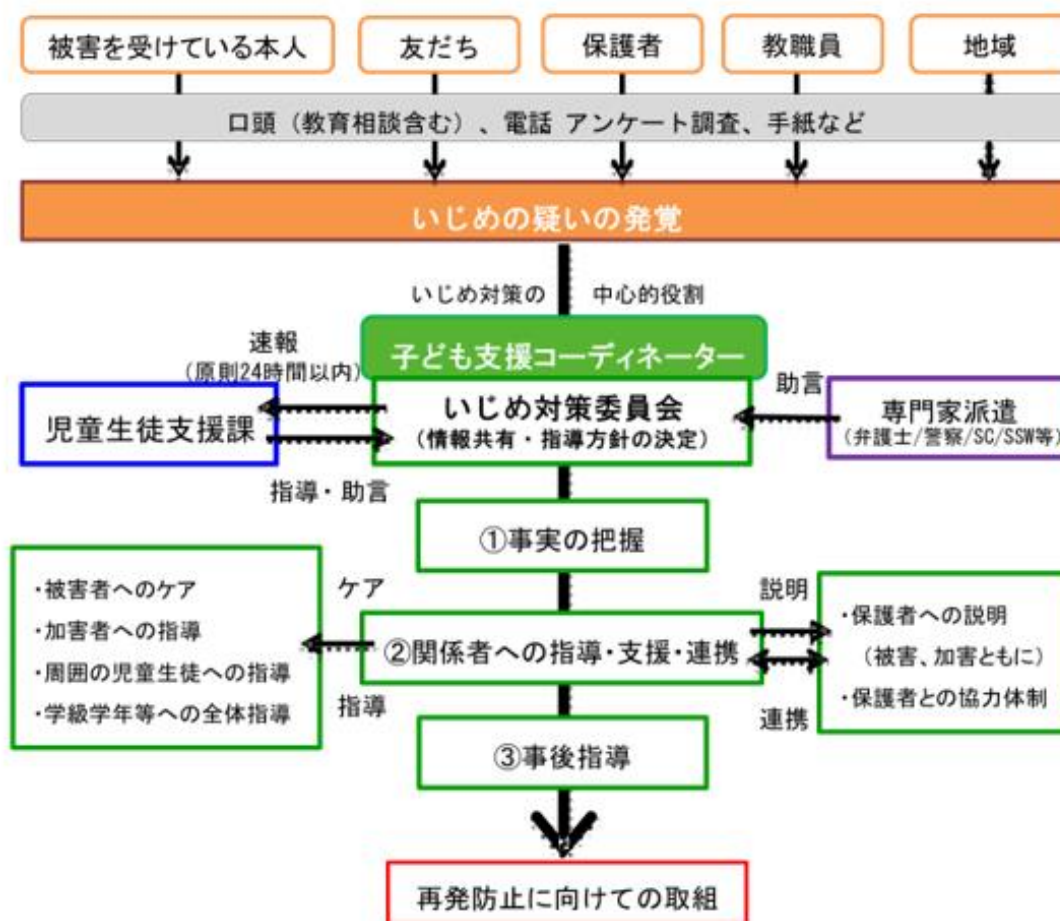 被害を受けている本人
友だち
保護者
教職員
地域
口頭（教育相談含む）、電話 アンケート調査、手紙など
いじめの疑いの発覚
いじめ対策の
中心的役割
子ども支援コーディネーター
速報
(原則24時間以内)
助言
児童生徒支援課
いじめ対策委員会
(情報共有・指導方針の決定)
専門家派遣
(弁護士/警察/SC/SSW等)
指導・助言
①事実の把握
・被害者へのケア
・加害者への指導
・周囲の児童生徒への指導
・学級学年等への全体指導
ケア
指導
②関係者への指導・支援・連携
説明
連携
・保護者への説明
（被害、加害ともに）
・保護者との協力体制
③事後指導
再発防止に向けての取組